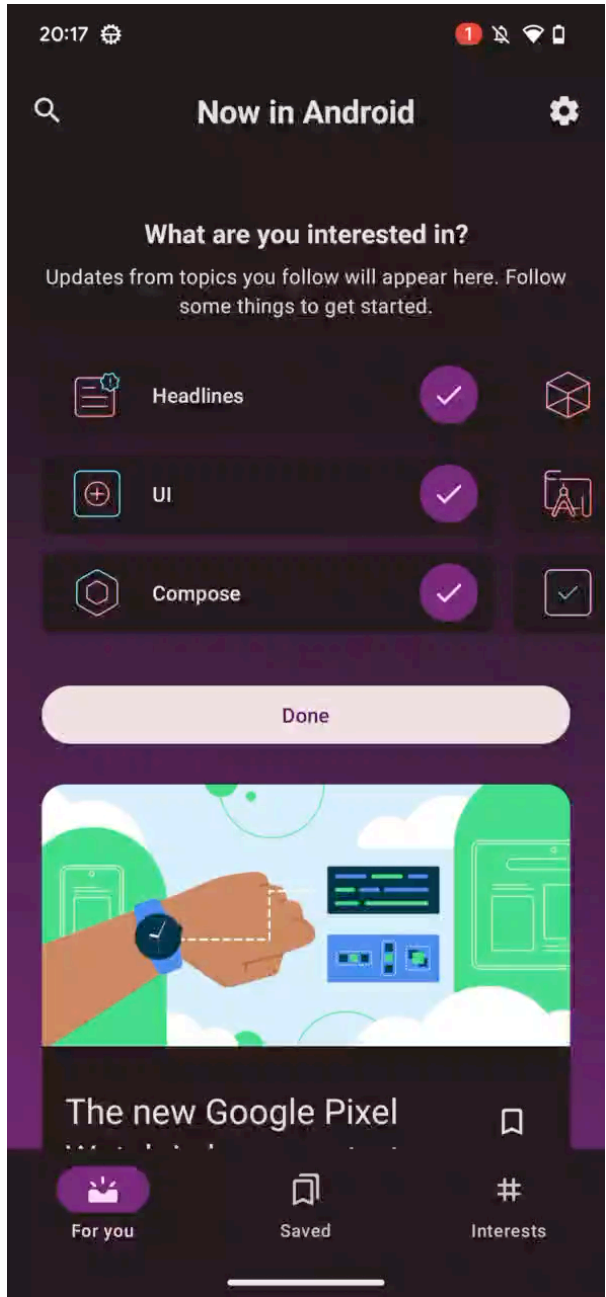 20:17
1
Now in Android
What are you interested in?
Updates from topics you follow will appear here. Follow
some things to get started.
Headlines
UI
Compose
Done
The new Google Pixel
For you
Saved
Interests